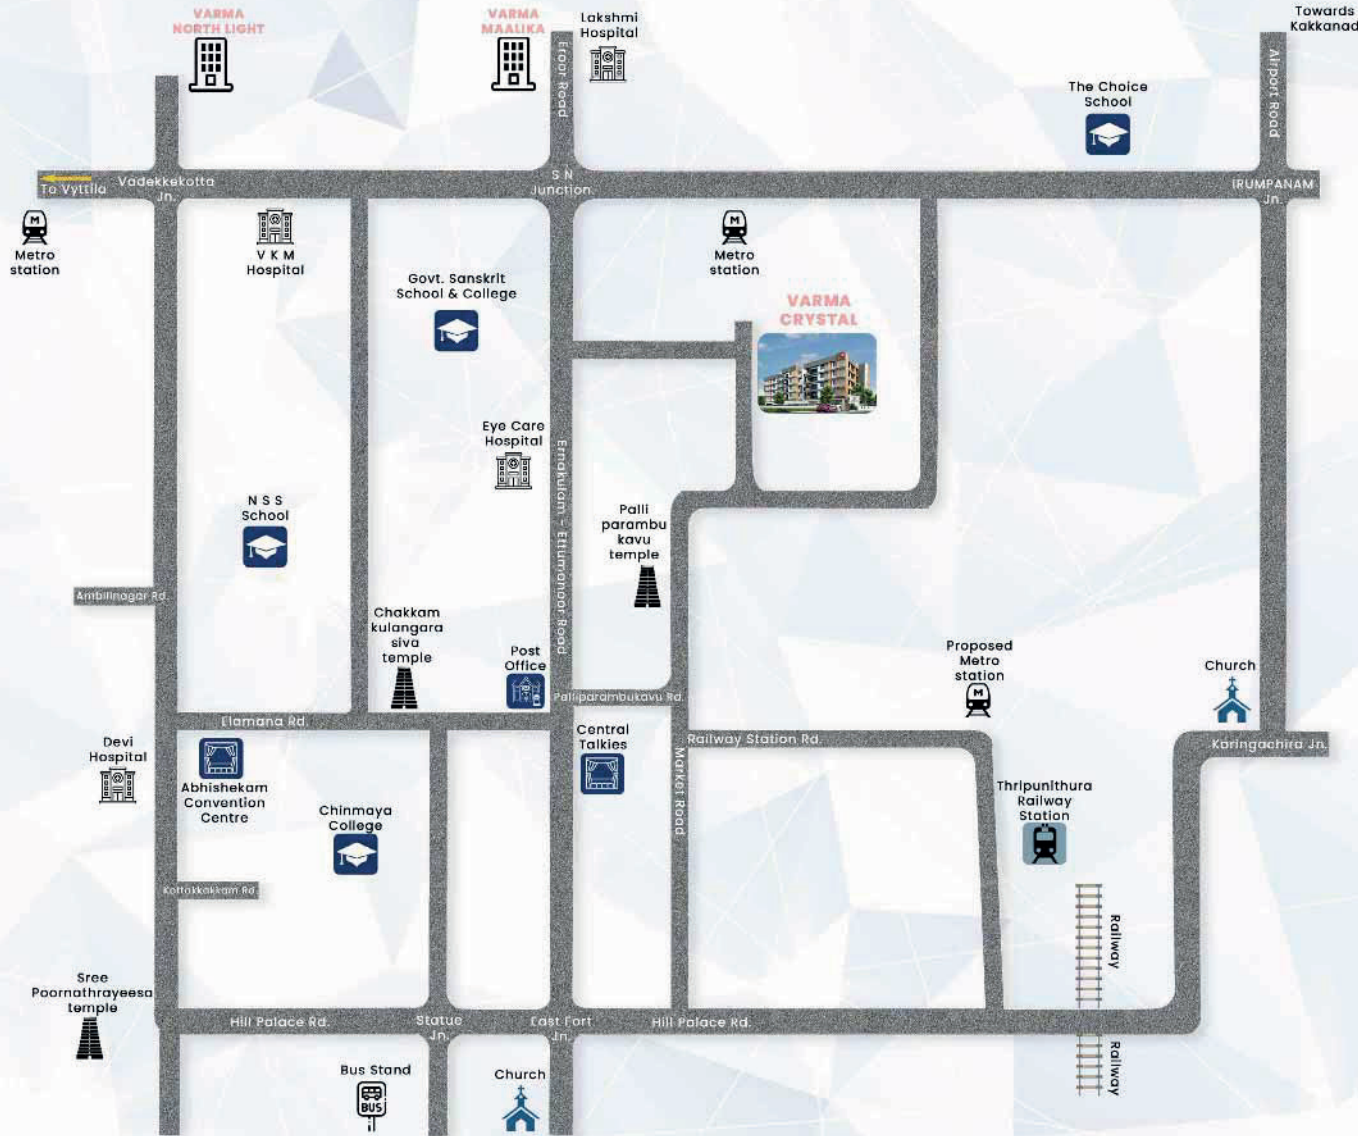 VARMA
NORTH LIGHT
VARMA
MAALIKA
Eroor Road
Lakshmi
Hospital
Towards
Kakkanad
Airport Road
The Choice
School
To Vyttila
Vadekkekotta
Jn.
S N
Junction
IRUMPANAM
Jn.
M
Metro
station
V K M
Hospital
Govt. Sanskrit
School & College
M
Metro
station
VARMA
CRYSTAL
Eye Care
Hospital
Ernakulam - Ettumanoor Road
N S S
School
Palli
parambu
kavu
temple
Ambilinagar Rd.
Chakkam
kulangara
siva
temple
Post
Office
Palliparambukavu Rd.
Proposed
Metro
station
M
Church
Elamana Rd.
Devi
Hospital
Abhishekam
Convention
Centre
Central
Talkies
Market Road
Railway Station Rd.
Karingachira Jn.
Thripunithura
Railway
Station
Chinmaya
College
Kottakkakkam Rd.
Railway
Sree
Poornathrayeesa
temple
Hill Palace Rd.
Statue
Jn.
East Fort
Jn.
Hill Palace Rd.
Railway
Bus Stand
BUS
Church